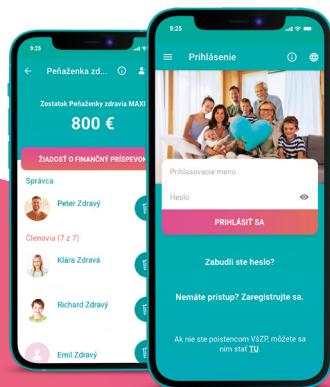 9:25
Peňaženka zd...
Zostatok Peňaženky zdravia MAXI
800 €
ŽIADOSŤ O FINANČNÝ PRÍSPEVOK
Správca
Peter Zdravý
Členovia (7 z 7)
Klára Zdravá
Richard Zdravý
Emil Zdravý
9:25
Prihlásenie
Prihlasovacie meno
Heslo
PRIHLÁSIŤ SA
Zabudli ste heslo?
Nemáte prístup? Zaregistrujte sa.
Ak nie ste poistencom VšZP, môžete sa
ním stať TU.